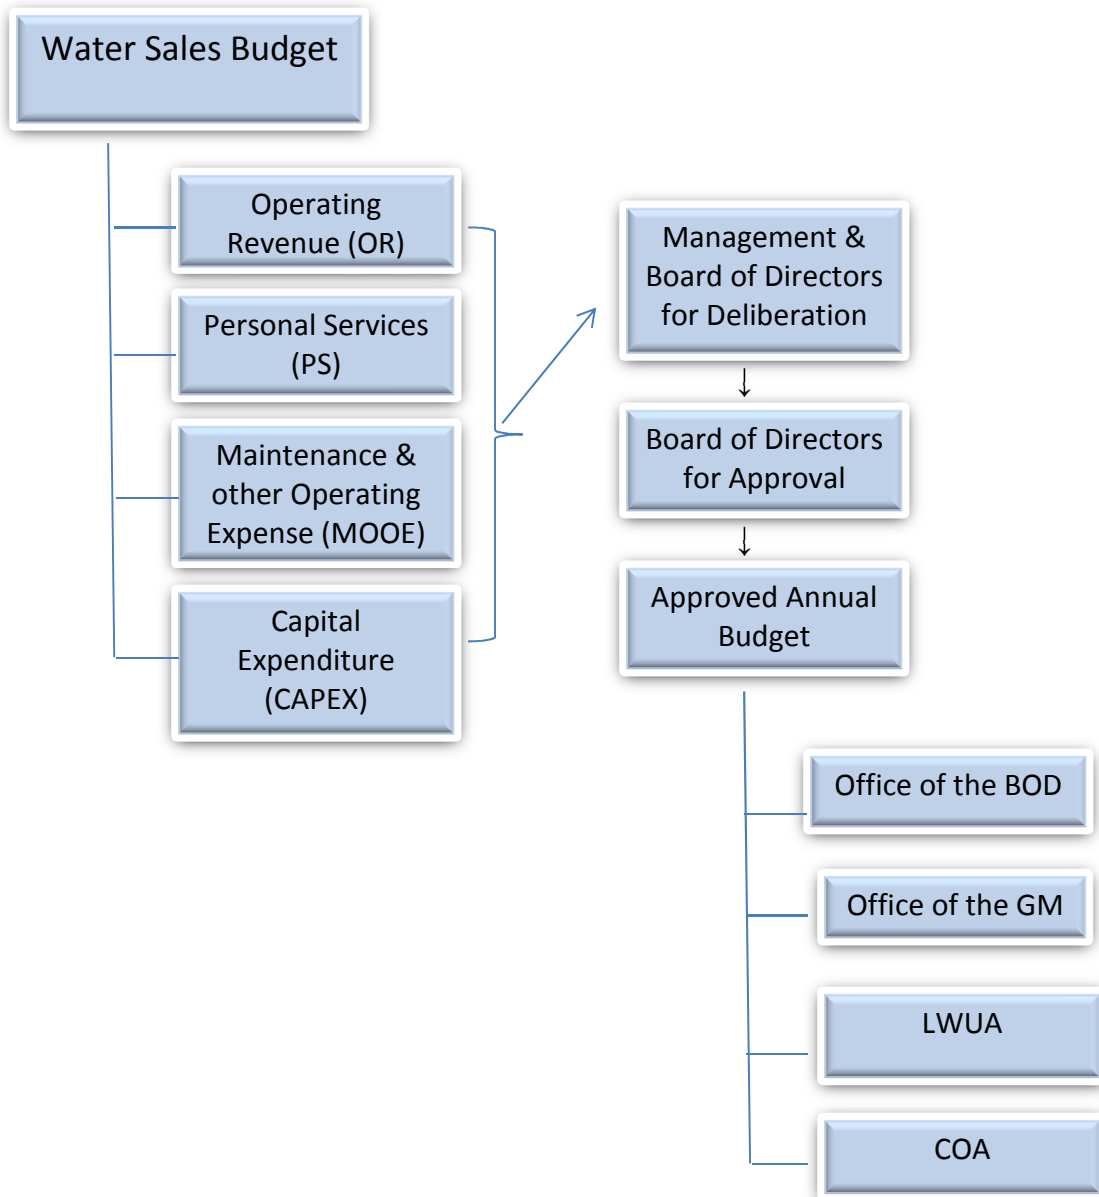 Water Sales Budget
Operating
Revenue (OR)
Personal Services
(PS)
Maintenance &
other Operating
Expense (MOOE)
Capital
Expenditure
(CAPEX)
Management &
Board of Directors
for Deliberation
↓
Board of Directors
for Approval
↓
Approved Annual
Budget
Office of the BOD
Office of the GM
LWUA
COA